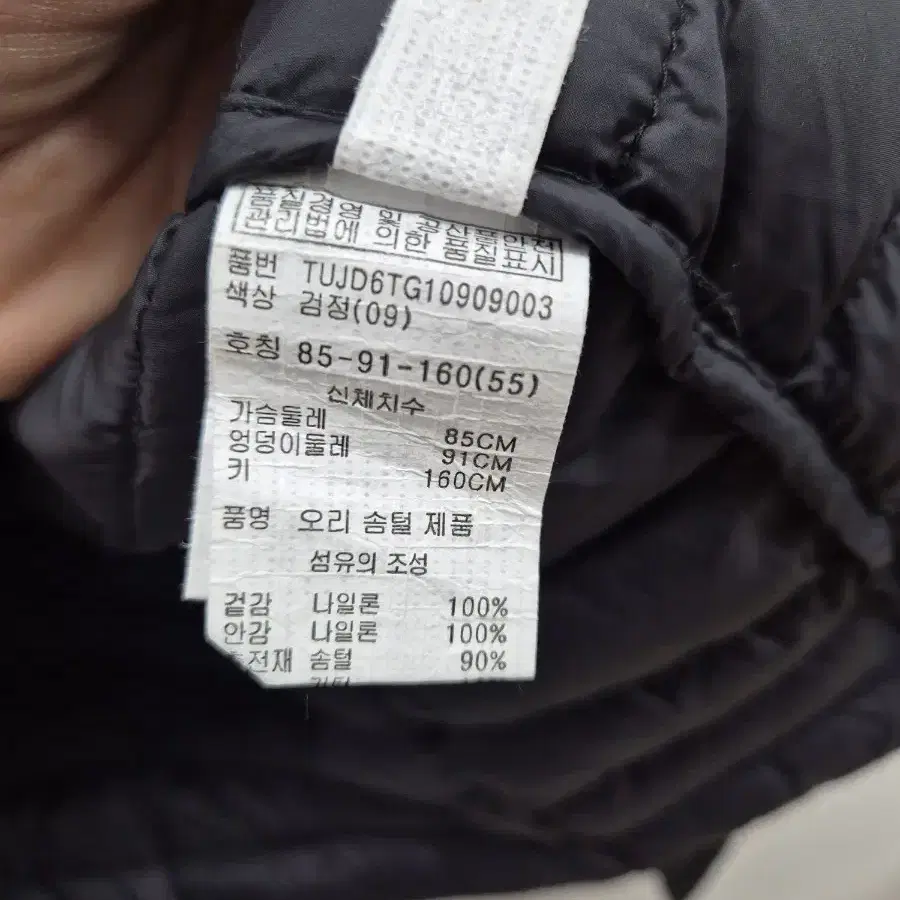 품질경영 및 공산품안전
관리법에 의한 품질표시
품번 TUJD6TG10909003
색상 검정(09)
호칭 85-91-160(55)
신체치수
가슴둘레 85CM
엉덩이둘레 91CM
키 160CM
품명 오리 솜털 제품
섬유의 조성
겉감 나일론 100%
안감 나일론 100%
충전재 솜털 90%